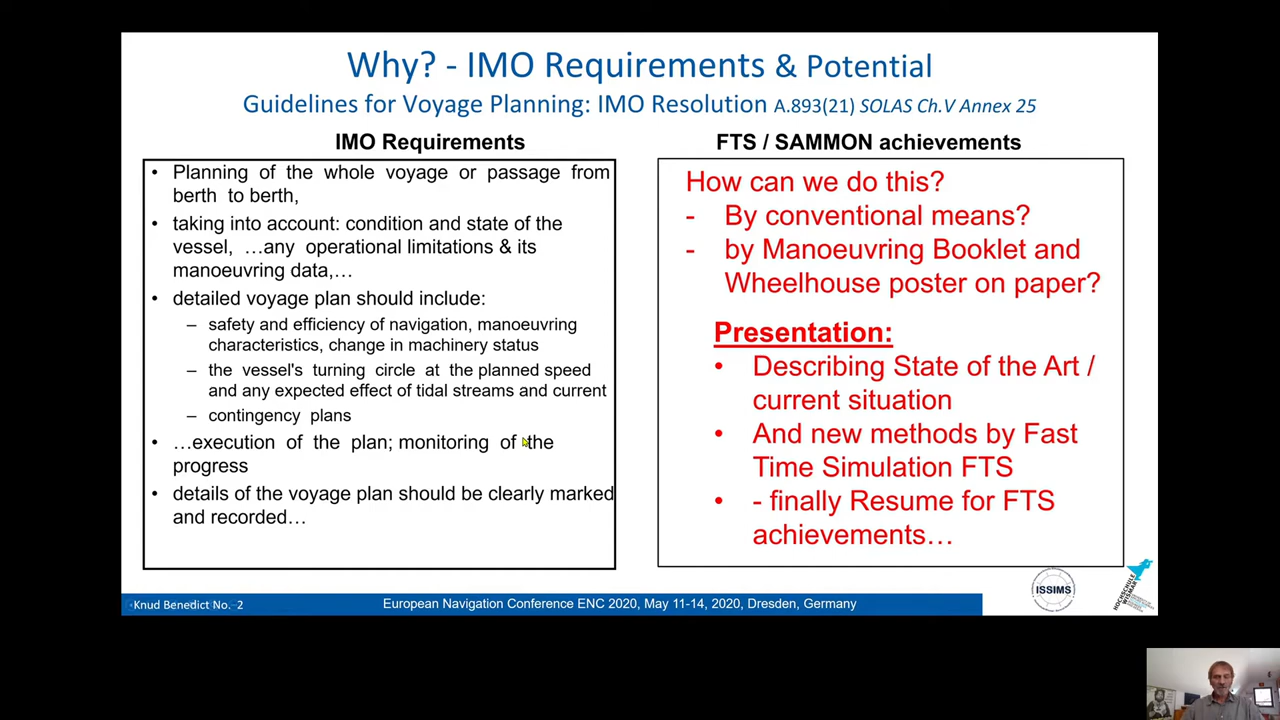 Why? - IMO Requirements & Potential
Guidelines for Voyage Planning: IMO Resolution A.893(21) SOLAS Ch.V Annex 25
IMO Requirements
• Planning of the whole voyage or passage from
berth to berth,
• taking into account: condition and state of the
vessel, …any operational limitations & its
manoeuvring data,…
• detailed voyage plan should include:
– safety and efficiency of navigation, manoeuvring
characteristics, change in machinery status
– the vessel's turning circle at the planned speed
and any expected effect of tidal streams and current
– contingency plans
• …execution of the plan; monitoring of the
progress
• details of the voyage plan should be clearly marked
and recorded…
FTS / SAMMON achievements
How can we do this?
- By conventional means?
- by Manoeuvring Booklet and
Wheelhouse poster on paper?
Presentation:
• Describing State of the Art /
current situation
• And new methods by Fast
Time Simulation FTS
• - finally Resume for FTS
achievements…
Knud Benedict No. 2
European Navigation Conference ENC 2020, May 11-14, 2020, Dresden, Germany
ISSIMS
HOCHSCHULE
WISMAR